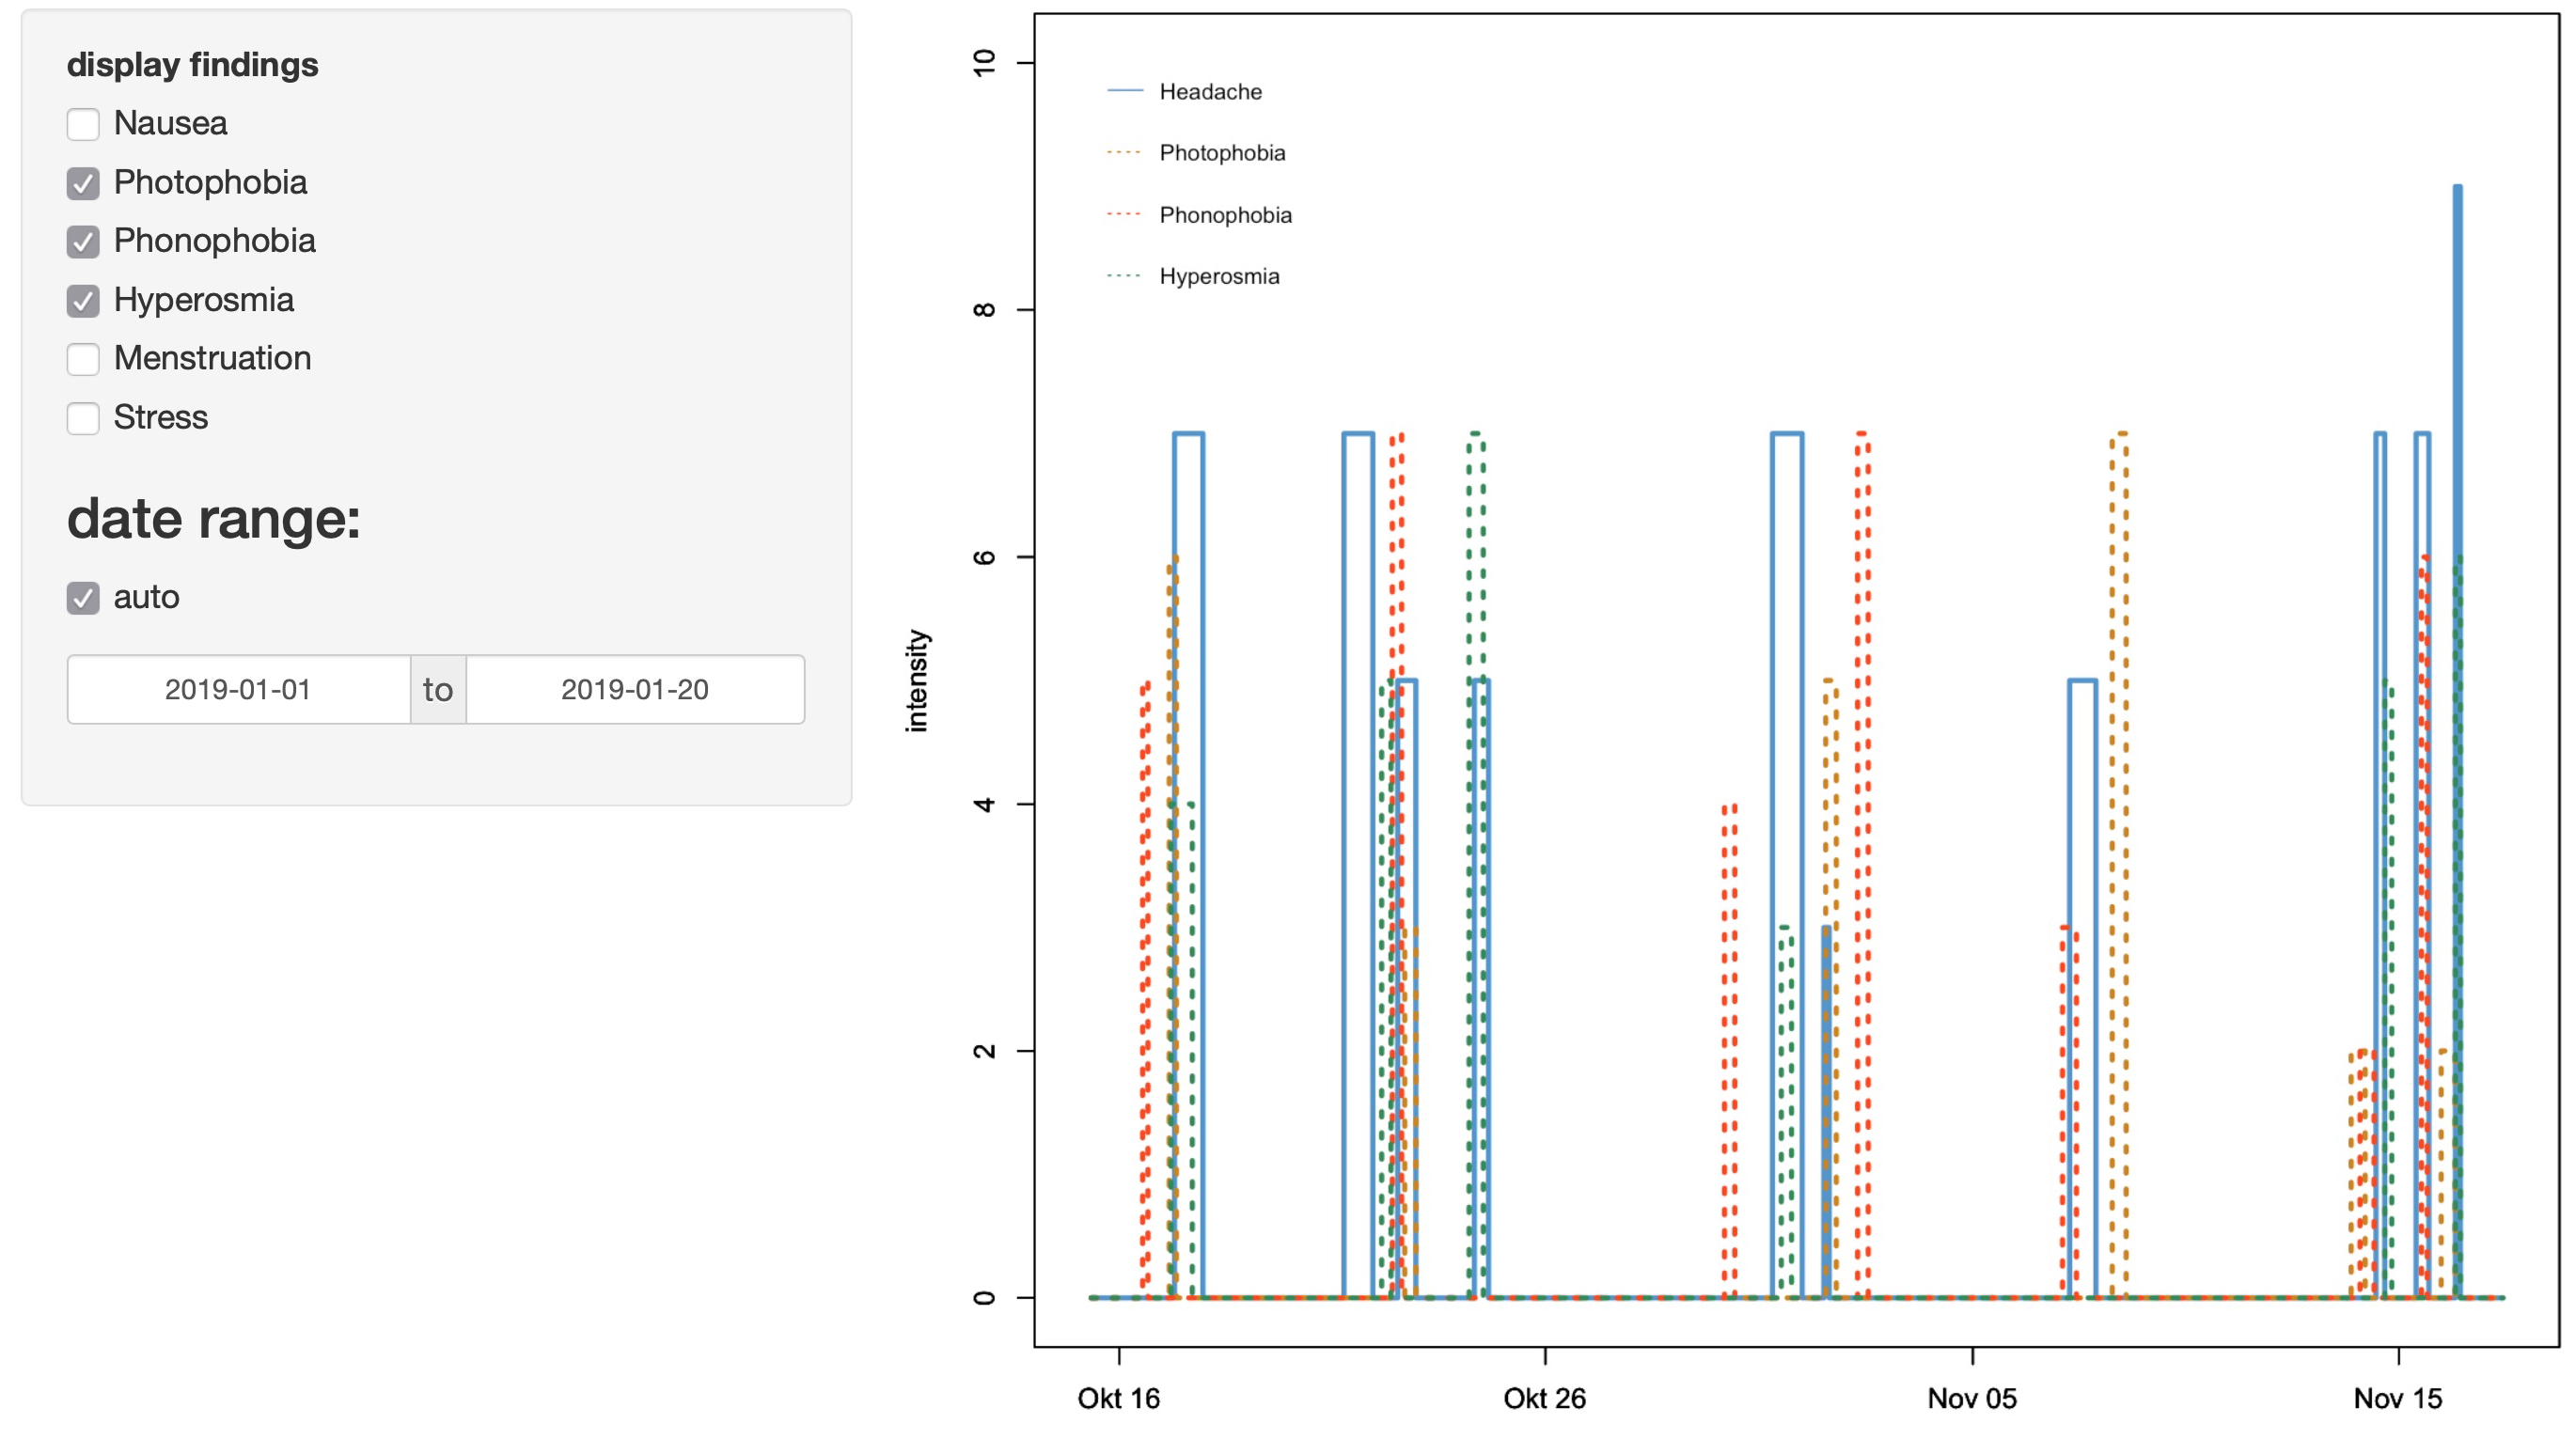 display findings
Nausea
Photophobia
Phonophobia
Hyperosmia
Menstruation
Stress
date range:
auto
2019-01-01 to 2019-01-20
Headache
Photophobia
Phonophobia
Hyperosmia
intensity
10
8
6
4
2
0
Okt 16
Okt 26
Nov 05
Nov 15